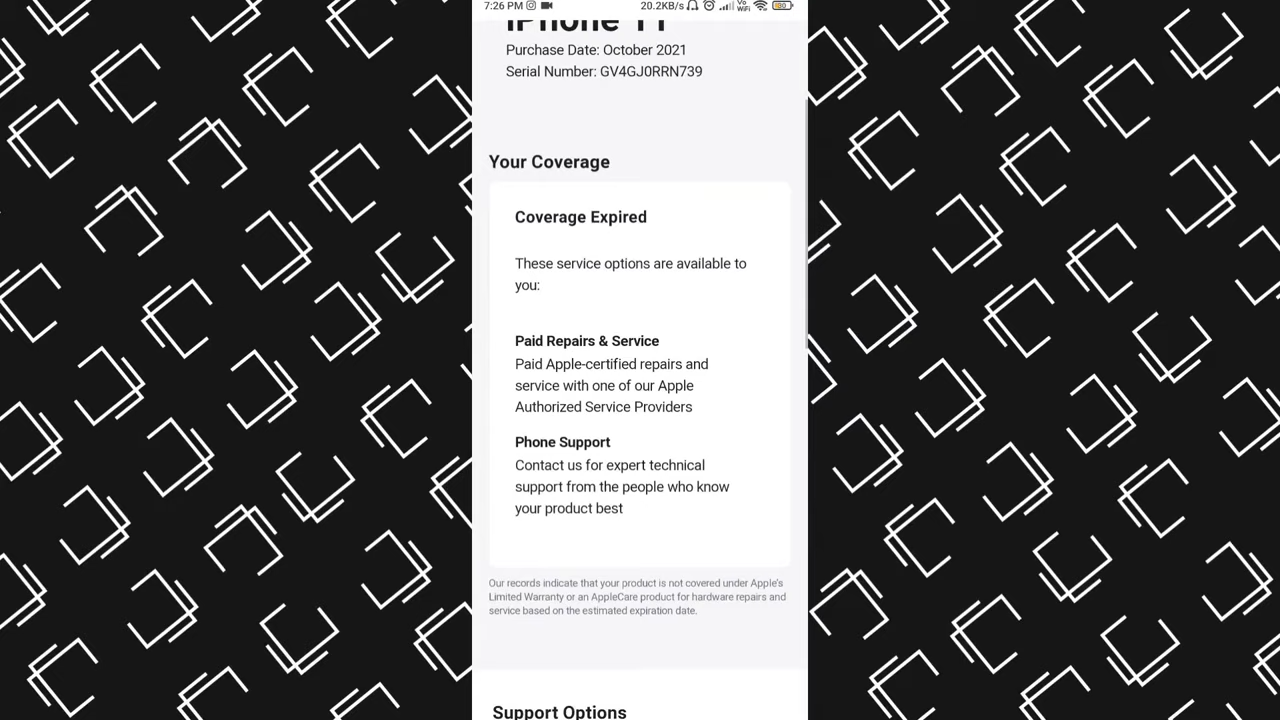 7:26 PM 20.2KB/s Vo WiFi 80
iPhone 11
Purchase Date: October 2021
Serial Number: GV4GJ0RRN739
Your Coverage
Coverage Expired
These service options are available to
you:
Paid Repairs & Service
Paid Apple-certified repairs and
service with one of our Apple
Authorized Service Providers
Phone Support
Contact us for expert technical
support from the people who know
your product best
Our records indicate that your product is not covered under Apple's
Limited Warranty or an AppleCare product for hardware repairs and
service based on the estimated expiration date.
Support Options